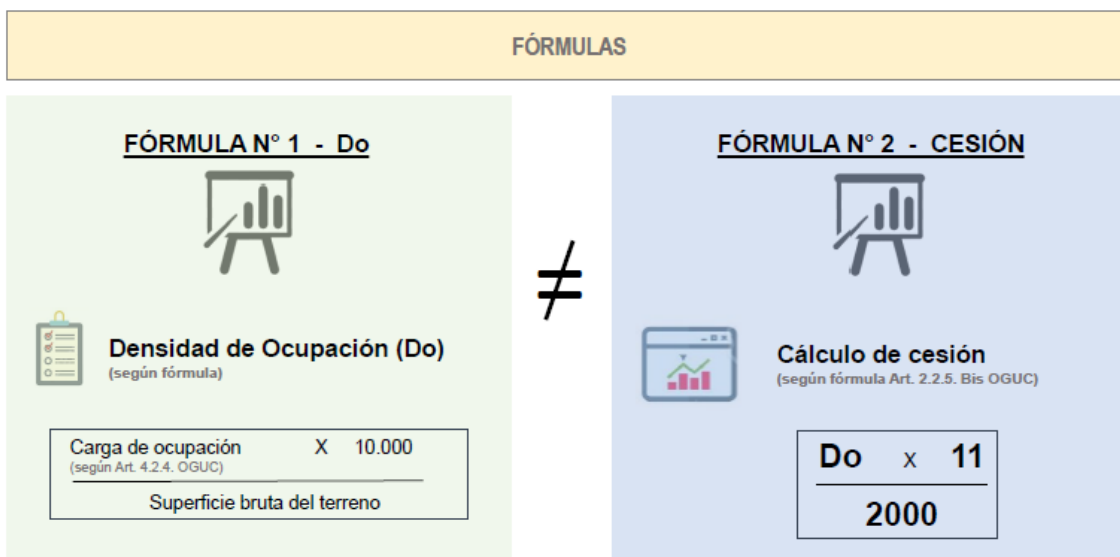 FÓRMULAS
FÓRMULA N° 1 - Do
Densidad de Ocupación (Do)
(según fórmula)
Carga de ocupación X 10.000
(según Art. 4.2.4. OGUC)
Superficie bruta del terreno
≠
FÓRMULA N° 2 - CESIÓN
Cálculo de cesión
(según fórmula Art. 2.2.5. Bis OGUC)
Do x 11
2000